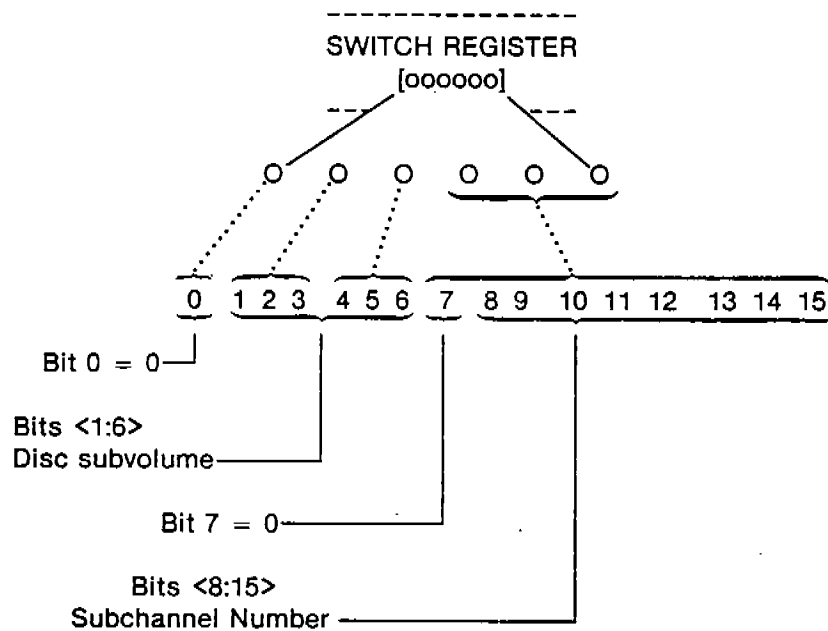 SWITCH REGISTER
[oooooo]
O O O O O O
0 1 2 3 4 5 6 7 8 9 10 11 12 13 14 15
Bit 0 = 0
Bits <1:6>
Disc subvolume
Bit 7 = 0
Bits <8:15>
Subchannel Number